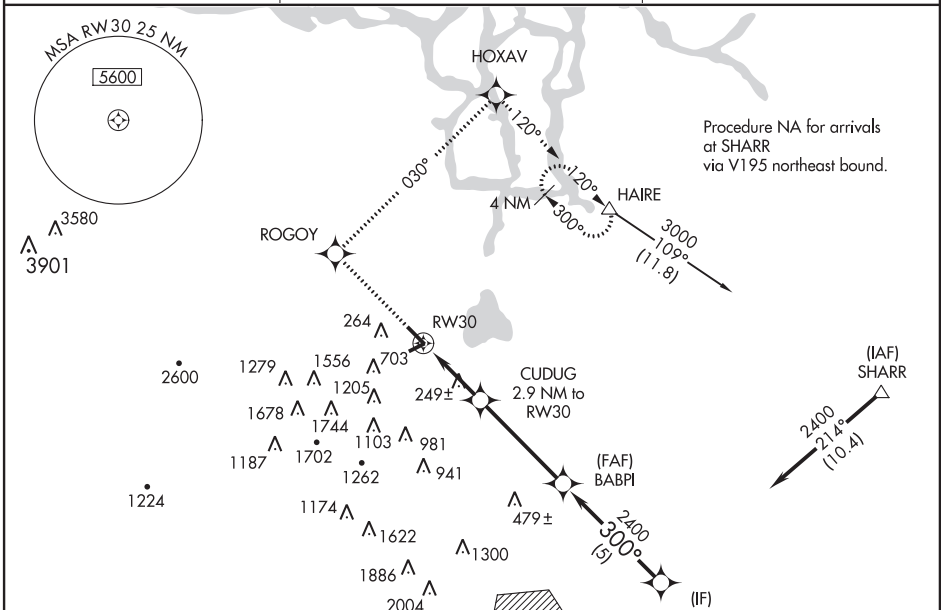 MSA RW30 25 NM
5600
HOXAV
120°
Procedure NA for arrivals
at SHARR
via V195 northeast bound.
030°
120°
4 NM
300°
HAIRE
3000
109°
(11.8)
3580
3901
ROGOY
264
RW30
703
2600
1279
1556
1205
249±
CUDUG
2.9 NM to
RW30
(IAF)
SHARR
2400
214°
(10.4)
1678
1744
1103
981
1187
1702
1262
941
(FAF)
BABPI
1224
1174
479±
1622
2400
300°
(5)
1300
1886
2004
(IF)